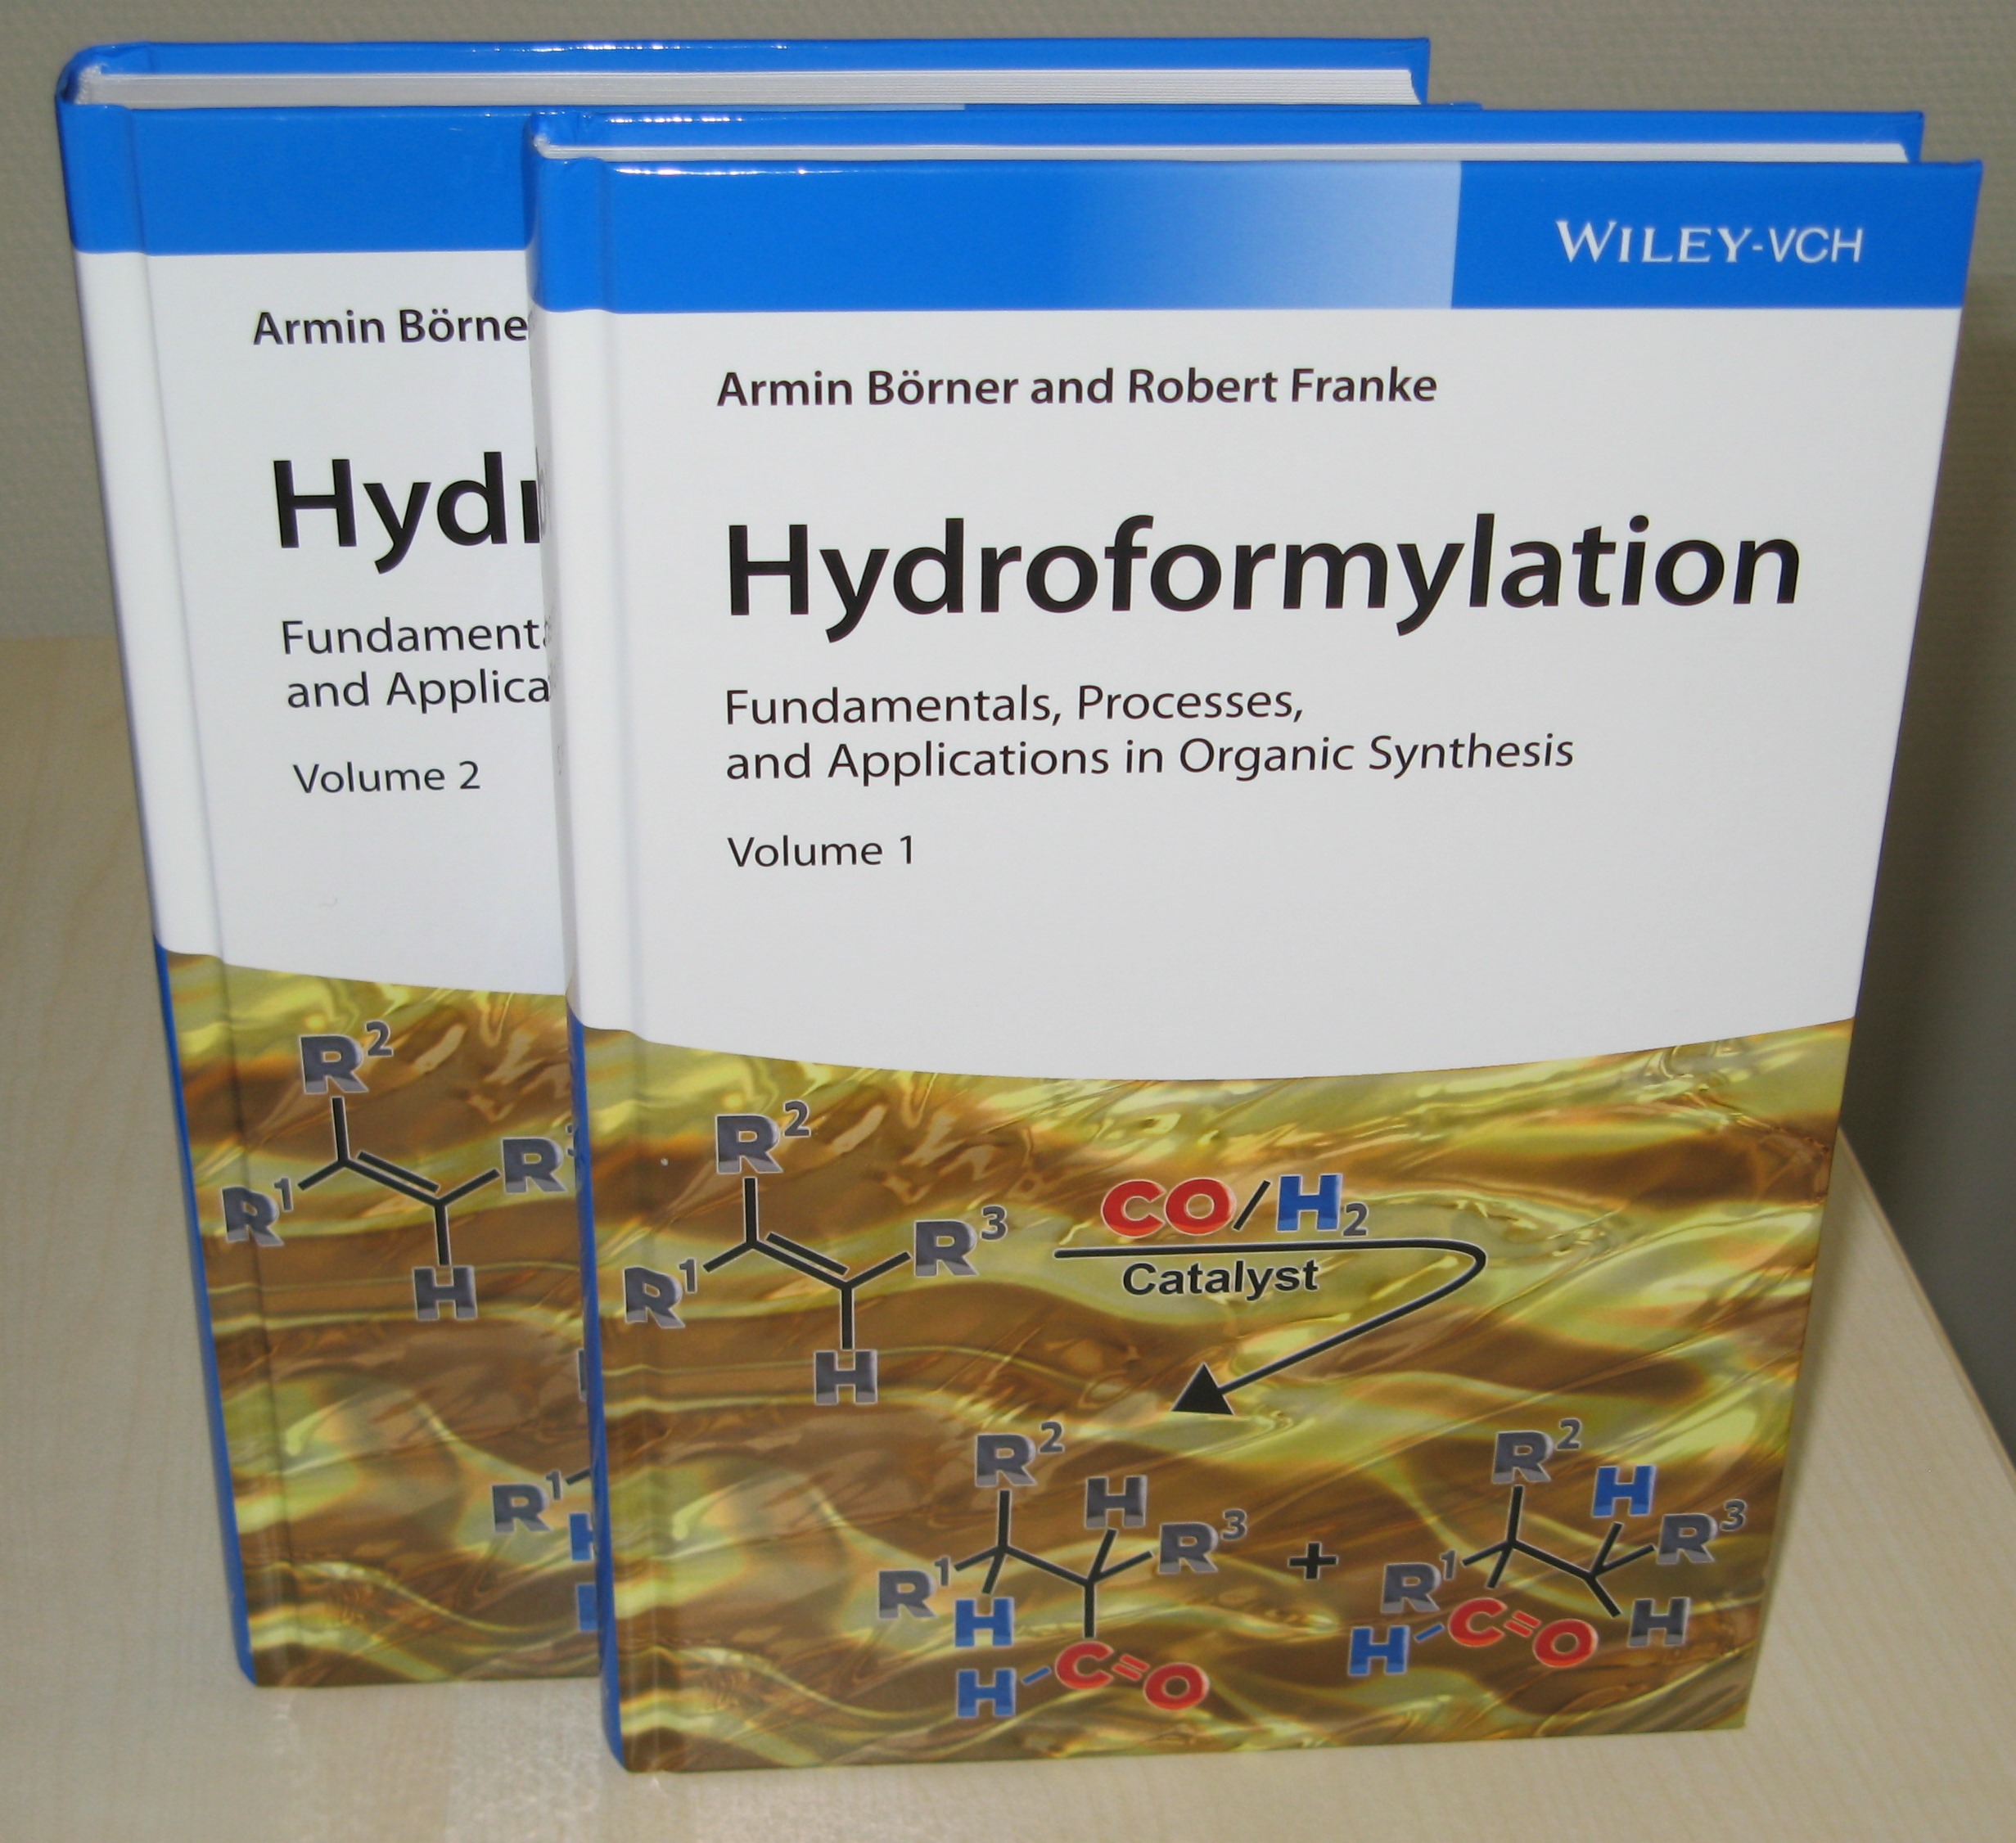 Armin Börne
Hydr
Fundament
and Applica
Volume 2
R²
R¹
R
H
R¹
H
WILEY-VCH
Armin Börner and Robert Franke
Hydroformylation
Fundamentals, Processes,
and Applications in Organic Synthesis
Volume 1
R²
CO/H₂
R³
Catalyst
R¹
H
R² H R³ R¹ H H-C=O + R² H R³ R¹ H-C=O H